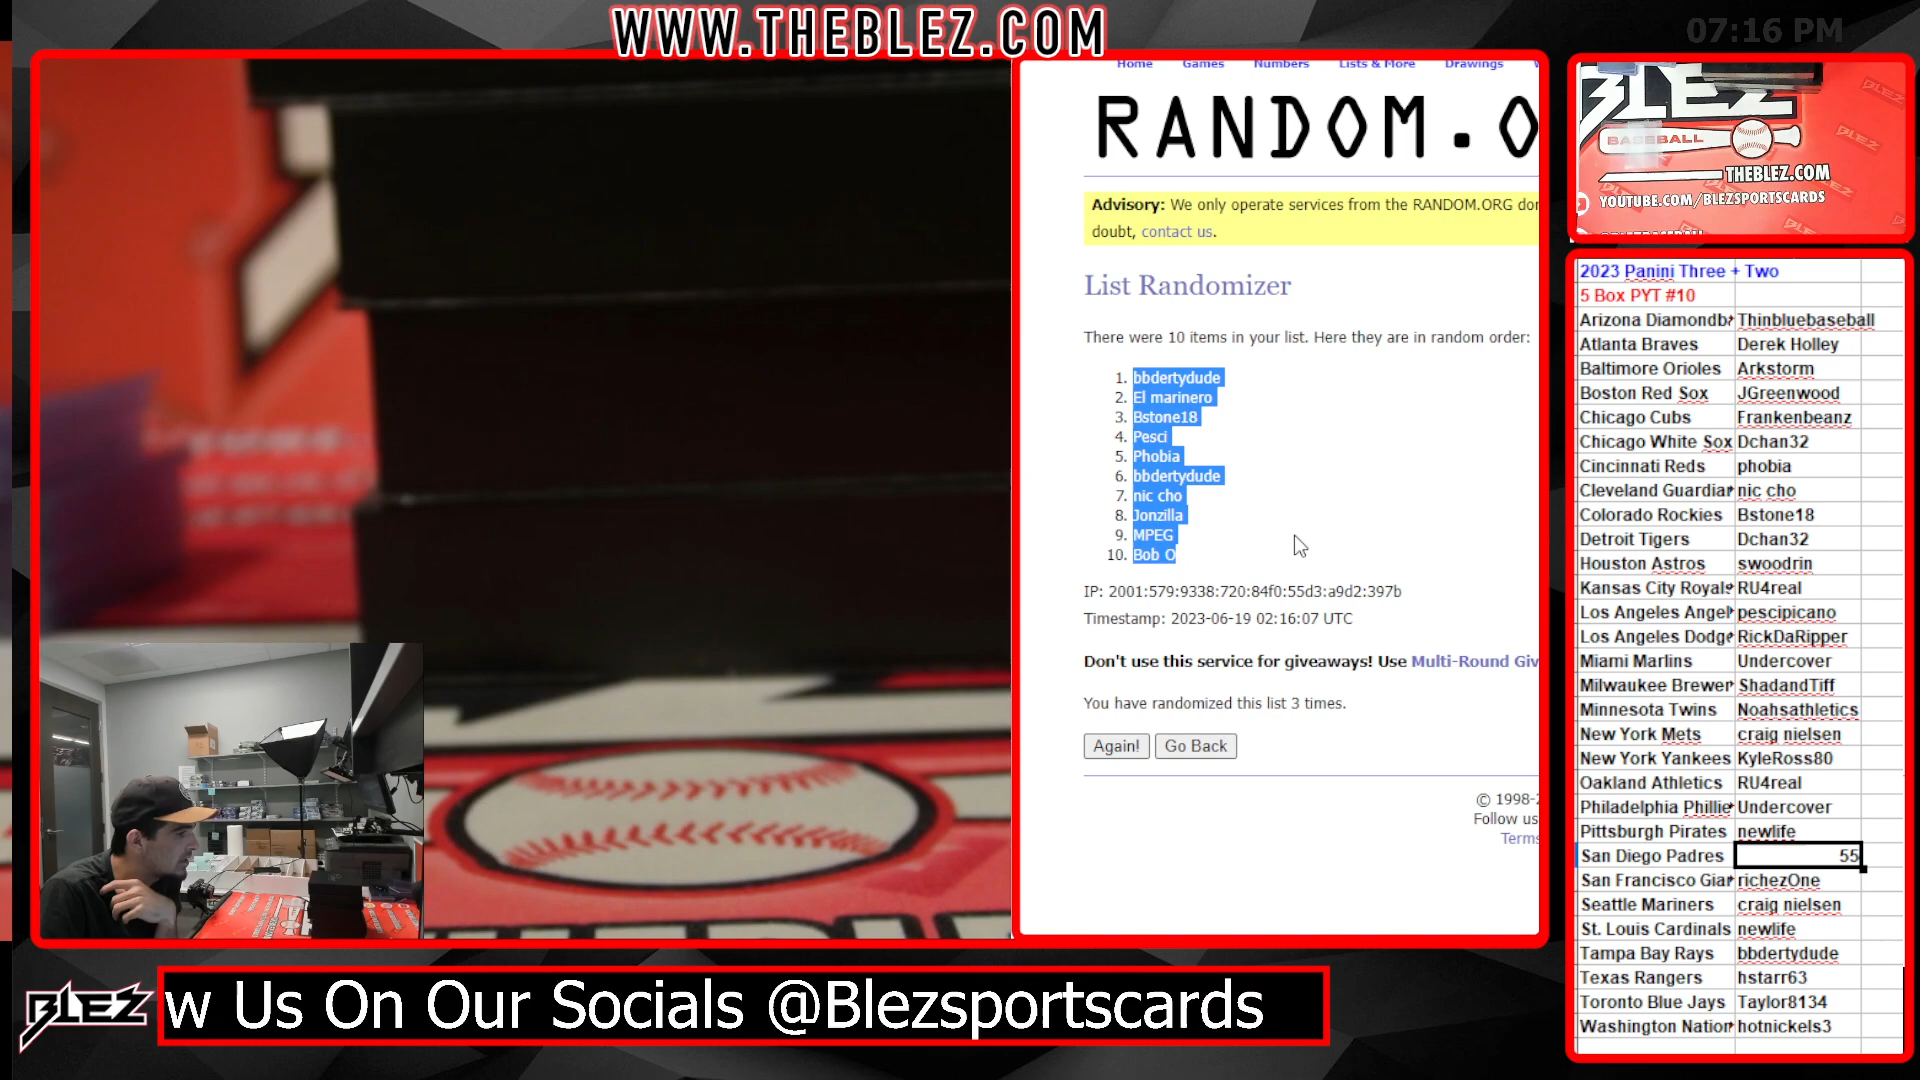 WWW.THEBLEZ.COM
07:16 PM
Home Games Numbers Lists & More Drawings
RANDOM.O
Advisory: We only operate services from the RANDOM.ORG dor
doubt, contact us.
List Randomizer
There were 10 items in your list. Here they are in random order:
1. bbdertydude
2. El marinero
3. Bstone18
4. Pesci
5. Phobia
6. bbdertydude
7. nic cho
8. Jonzilla
9. MPEG
10. Bob O
IP: 2001:579:9338:720:84f0:55d3:a9d2:397b
Timestamp: 2023-06-19 02:16:07 UTC
Don't use this service for giveaways! Use Multi-Round Giv
You have randomized this list 3 times.
Again! Go Back
© 1998-2
Follow us
Terms
BLEZ
BASEBALL
THEBLEZ.COM
YOUTUBE.COM/BLEZSPORTSCARDS
2023 Panini Three + Two
5 Box PYT #10
Arizona Diamondba Thinbluebaseball
Atlanta Braves Derek Holley
Baltimore Orioles Arkstorm
Boston Red Sox JGreenwood
Chicago Cubs Frankenbeanz
Chicago White Sox Dchan32
Cincinnati Reds phobia
Cleveland Guardian nic cho
Colorado Rockies Bstone18
Detroit Tigers Dchan32
Houston Astros swoodrin
Kansas City Royals RU4real
Los Angeles Angel pescipicano
Los Angeles Dodge RickDaRipper
Miami Marlins Undercover
Milwaukee Brewer ShadandTiff
Minnesota Twins Noahsathletics
New York Mets craig nielsen
New York Yankees KyleRoss80
Oakland Athletics RU4real
Philadelphia Phillie Undercover
Pittsburgh Pirates newlife
San Diego Padres 55
San Francisco Giar richezOne
Seattle Mariners craig nielsen
St. Louis Cardinals newlife
Tampa Bay Rays bbdertydude
Texas Rangers hstarr63
Toronto Blue Jays Taylor8134
Washington Nation hotnickels3
BLEZ
w Us On Our Socials @Blezsportscards